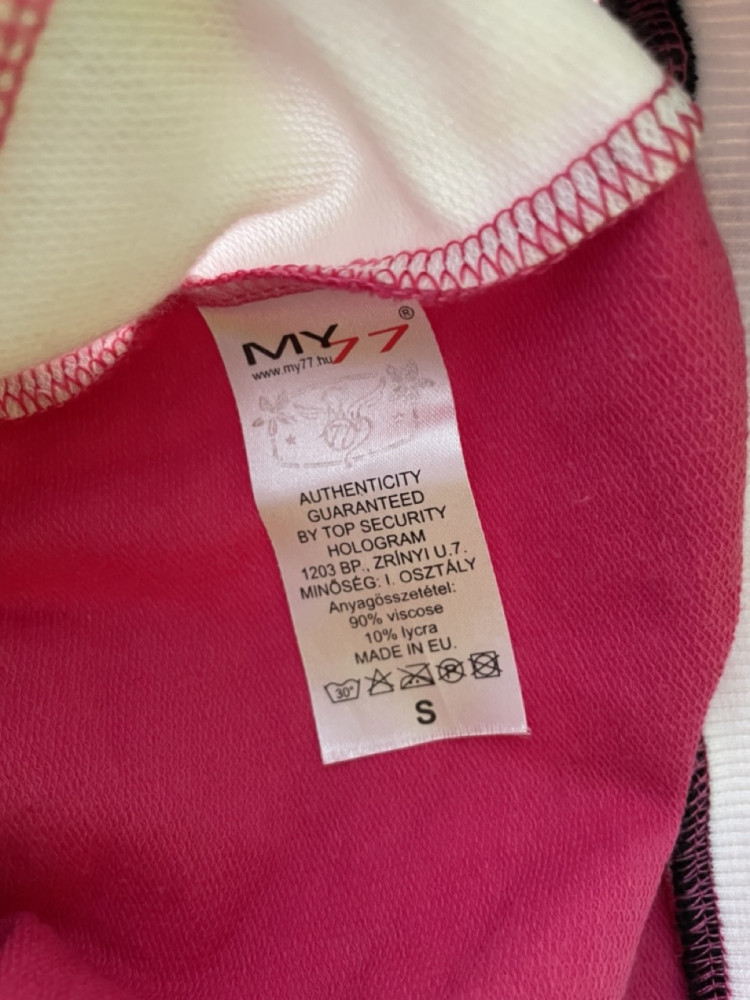 MY77®
www.my77.hu
AUTHENTICITY
GUARANTEED
BY TOP SECURITY
HOLOGRAM
1203 BP., ZRÍNYI U.7.
MINŐSÉG: I. OSZTÁLY
Anyagösszetétel:
90% viscose
10% lycra
MADE IN EU.
30° P
S